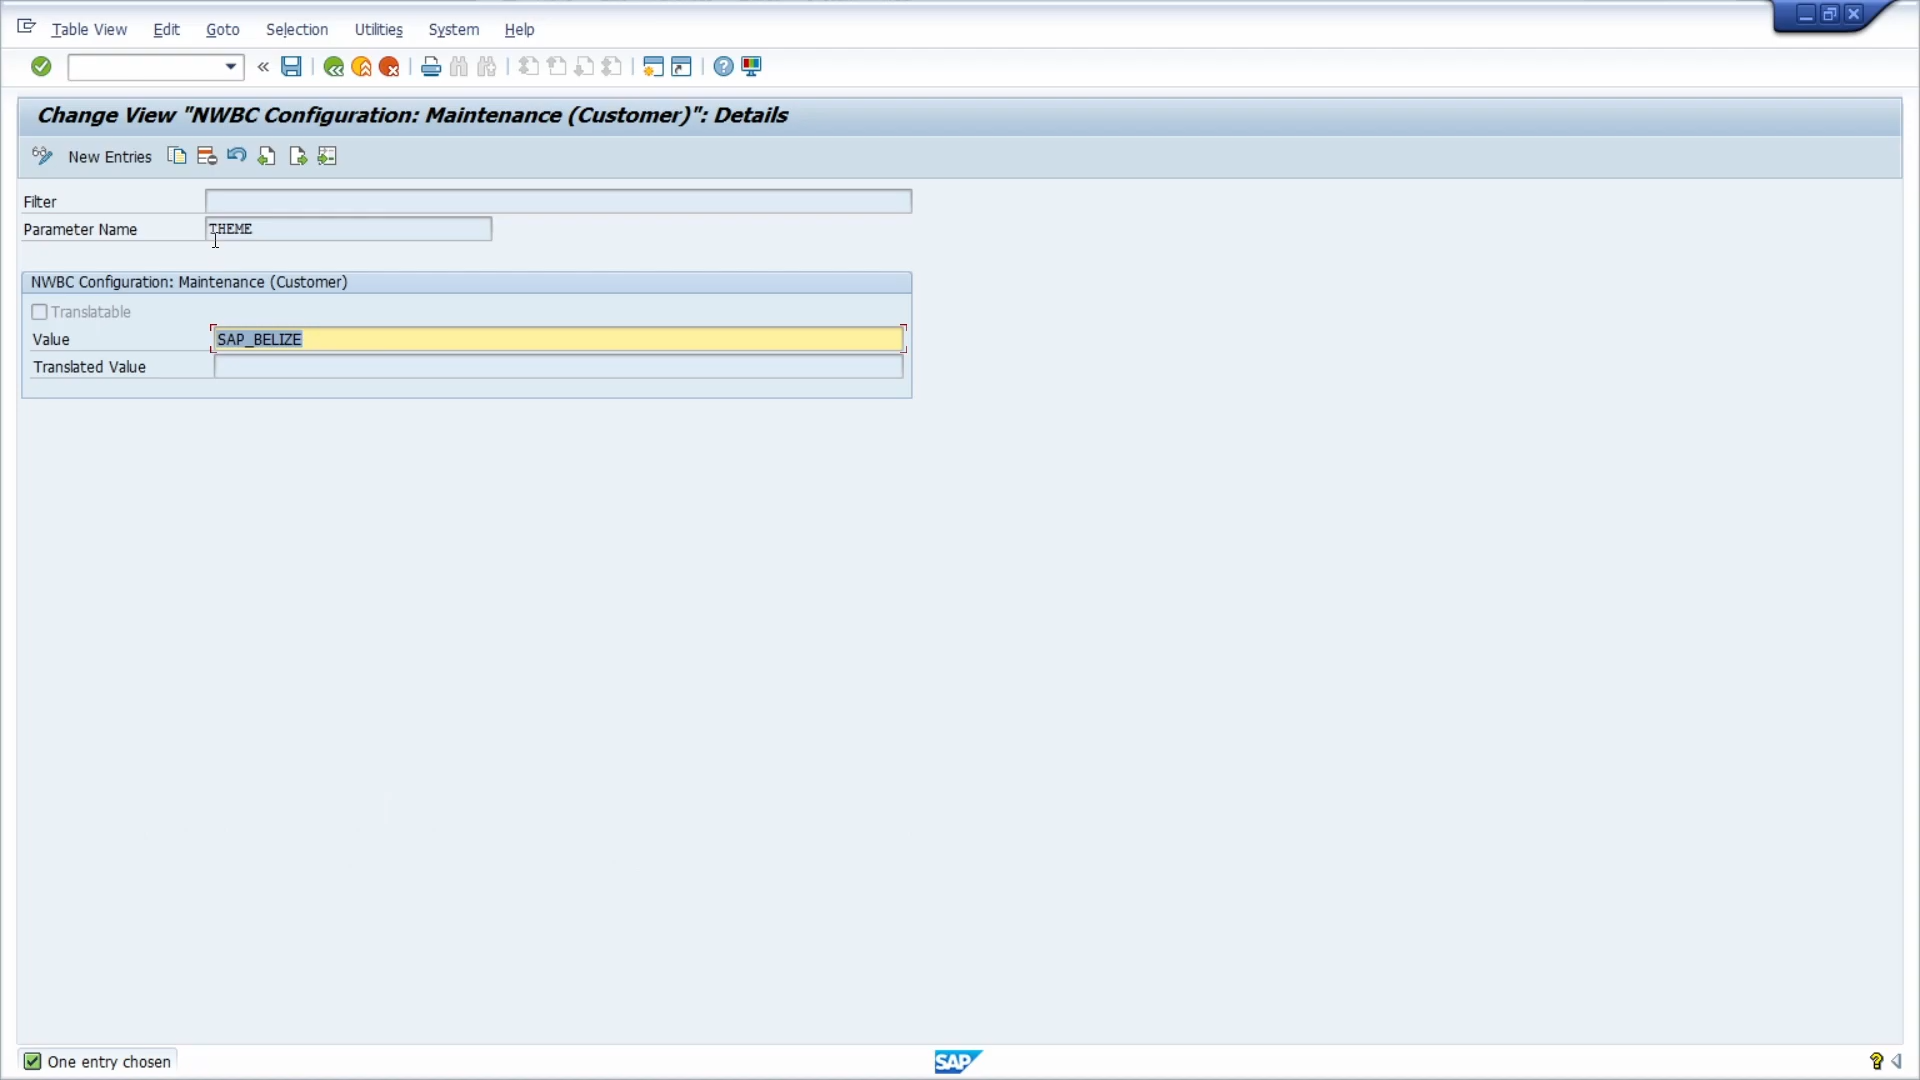 Table View Edit Goto Selection Utilities System Help
Change View "NWBC Configuration: Maintenance (Customer)": Details
New Entries
Filter
Parameter Name THEME
NWBC Configuration: Maintenance (Customer)
Translatable
Value SAP_BELIZE
Translated Value
One entry chosen
SAP